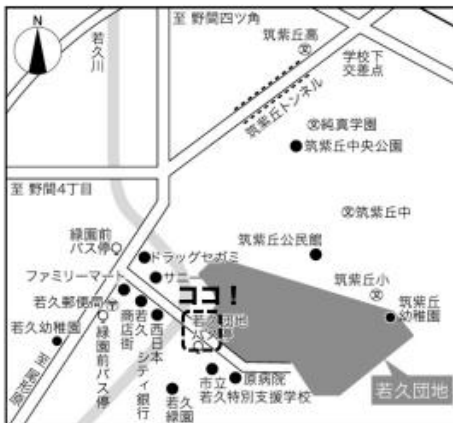 N
至 野間四ツ角
若久川
筑紫丘高
学校下
交差点
筑紫丘トンネル
純真学園
筑紫丘中央公園
至 野間4丁目
筑紫丘中
緑園前
バス停
ドラッグセガミ
筑紫丘公民館
サニー
ファミリーマート
ココ!
筑紫丘小
若久郵便局
筑紫丘
幼稚園
若久団地
バス停
若久幼稚園
緑園前バス停
若久
商店街
西日本
シティ銀行
若久団地
原病院
市立
若久特別支援学校
若久
緑園